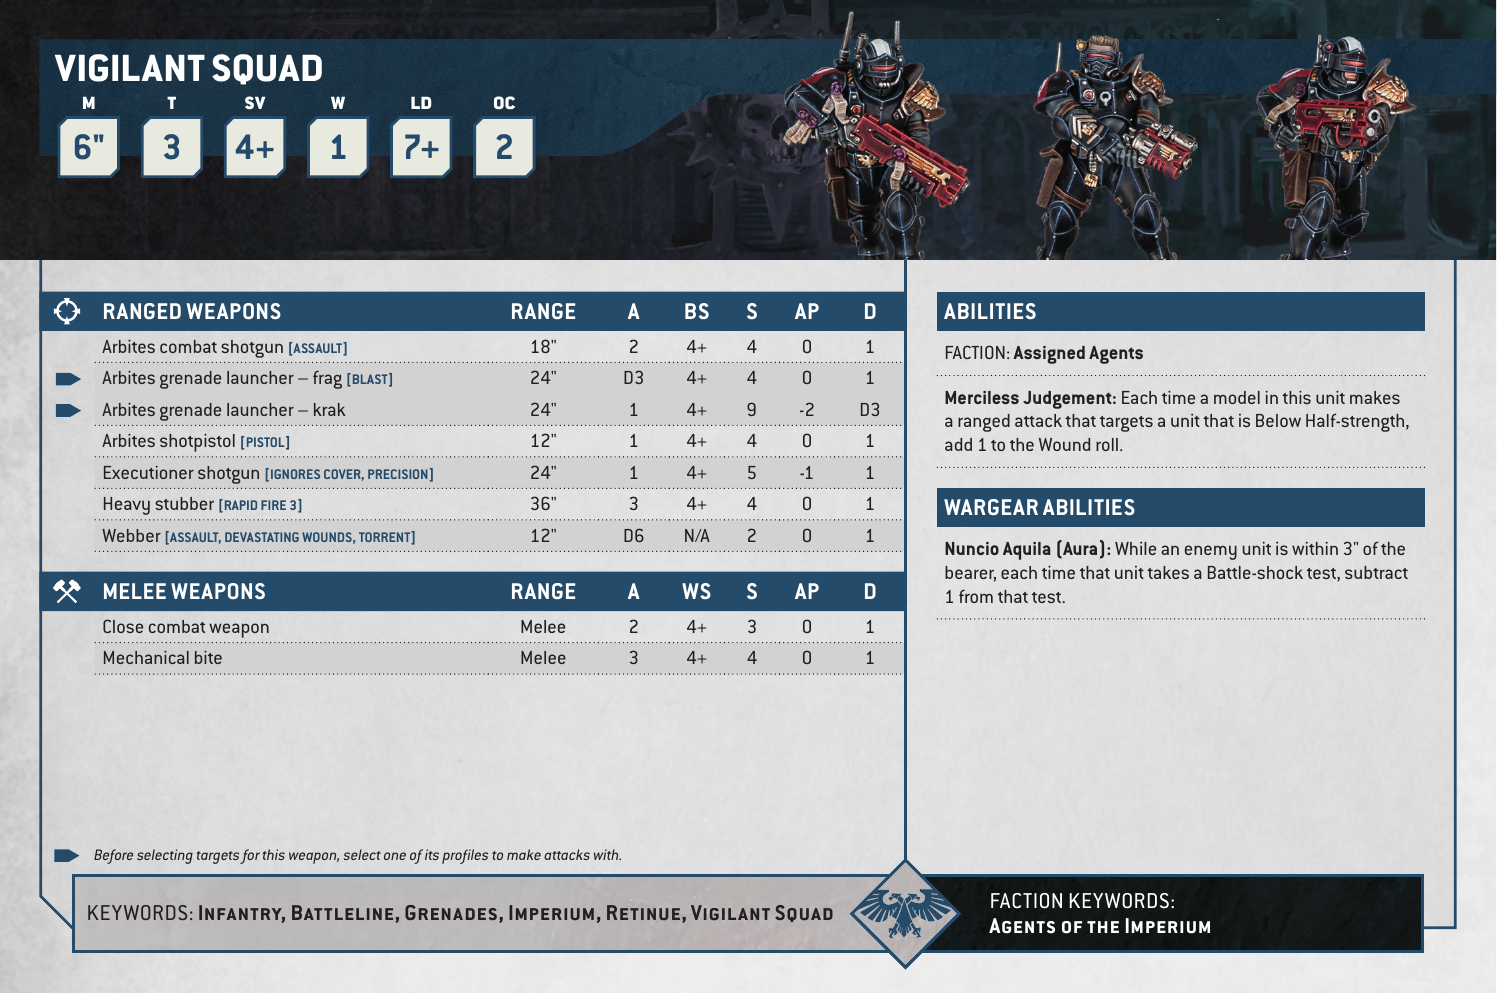 VIGILANT SQUAD
M T SV W LD OC
6" 3 4+ 1 7+ 2
RANGED WEAPONS RANGE A BS S AP D
Arbites combat shotgun [ASSAULT] 18" 2 4+ 4 0 1
Arbites grenade launcher – frag [BLAST] 24" D3 4+ 4 0 1
Arbites grenade launcher – krak 24" 1 4+ 9 -2 D3
Arbites shotpistol [PISTOL] 12" 1 4+ 4 0 1
Executioner shotgun [IGNORES COVER, PRECISION] 24" 1 4+ 5 -1 1
Heavy stubber [RAPID FIRE 3] 36" 3 4+ 4 0 1
Webber [ASSAULT, DEVASTATING WOUNDS, TORRENT] 12" D6 N/A 2 0 1
MELEE WEAPONS RANGE A WS S AP D
Close combat weapon Melee 2 4+ 3 0 1
Mechanical bite Melee 3 4+ 4 0 1
Before selecting targets for this weapon, select one of its profiles to make attacks with.
ABILITIES
FACTION: Assigned Agents
Merciless Judgement: Each time a model in this unit makes
a ranged attack that targets a unit that is Below Half-strength,
add 1 to the Wound roll.
WARGEAR ABILITIES
Nuncio Aquila (Aura): While an enemy unit is within 3" of the
bearer, each time that unit takes a Battle-shock test, subtract
1 from that test.
KEYWORDS: INFANTRY, BATTLELINE, GRENADES, IMPERIUM, RETINUE, VIGILANT SQUAD
FACTION KEYWORDS:
AGENTS OF THE IMPERIUM